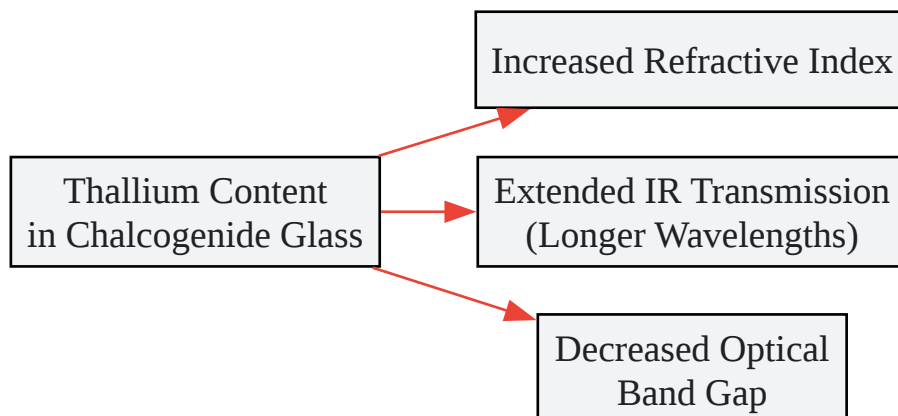 Increased Refractive Index
Thallium Content
in Chalcogenide Glass
Extended IR Transmission
(Longer Wavelengths)
Decreased Optical
Band Gap